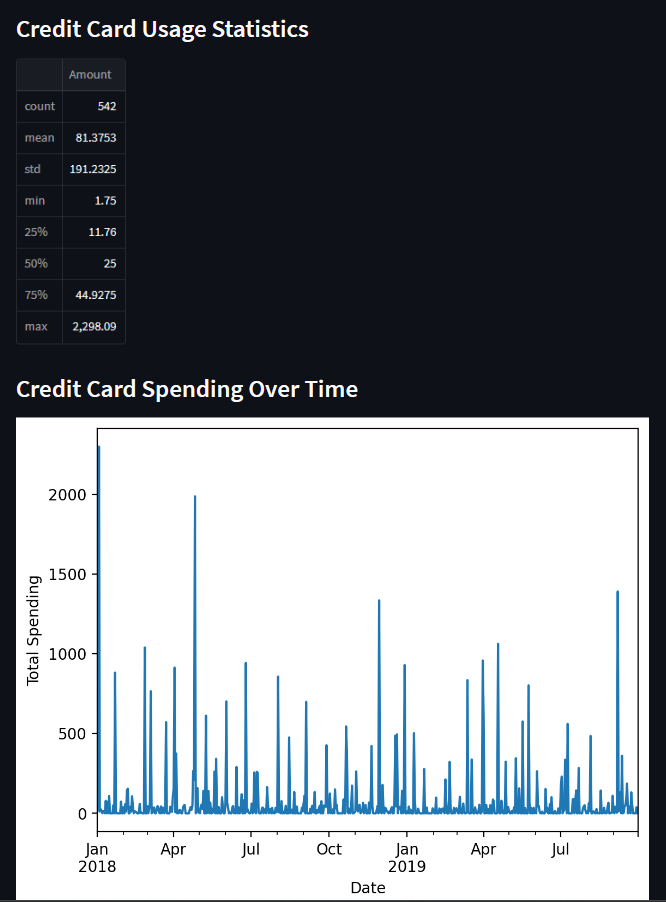 Credit Card Usage Statistics
Amount
count 542
mean 81.3753
std 191.2325
min 1.75
25% 11.76
50% 25
75% 44.9275
max 2,298.09
Credit Card Spending Over Time
2000
1500
1000
500
0
Total Spending
Jan Apr Jul Oct Jan Apr Jul
2018 2019
Date